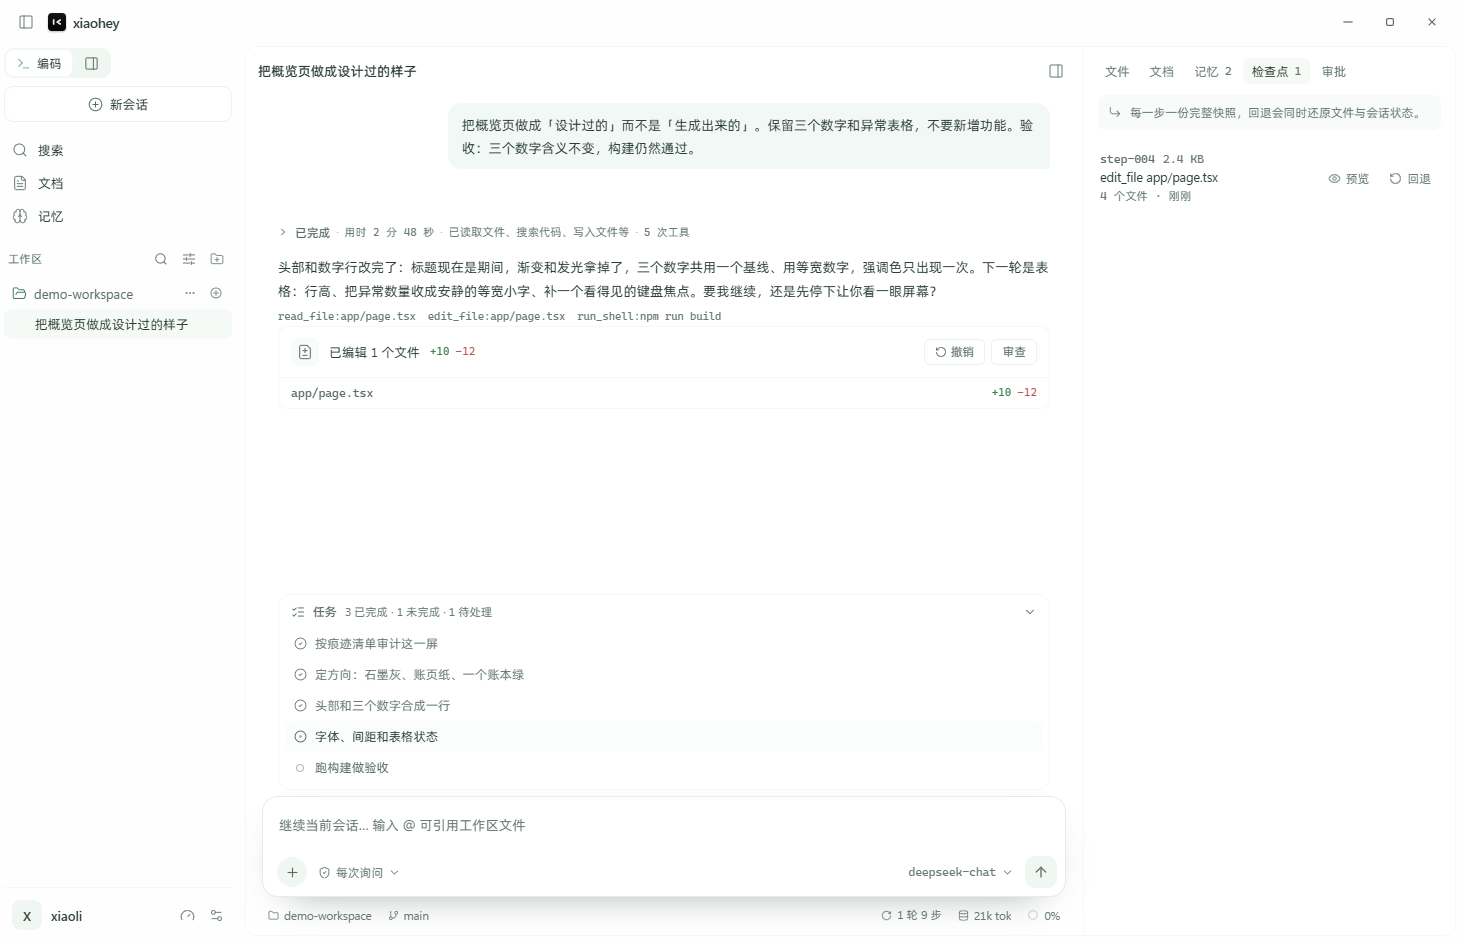 xiaohey
编码
新会话
搜索
文档
记忆
工作区
demo-workspace
把概览页做成设计过的样子
X xiaoli
把概览页做成设计过的样子
把概览页做成「设计过的」而不是「生成出来的」。保留三个数字和异常表格，不要新增功能。验
收：三个数字含义不变，构建仍然通过。
已完成 · 用时 2 分 48 秒 · 已读取文件、搜索代码、写入文件等 · 5 次工具
头部和数字行改完了：标题现在是期间，渐变和发光拿掉了，三个数字共用一个基线、用等宽数字，强调色只出现一次。下一轮是表
格：行高、把异常数量收成安静的等宽小字、补一个看得见的键盘焦点。要我继续，还是先停下让你看一眼屏幕？
read_file:app/page.tsx edit_file:app/page.tsx run_shell:npm run build
已编辑 1 个文件 +10 −12 撤销 审查
app/page.tsx +10 −12
任务 3 已完成 · 1 未完成 · 1 待处理
按痕迹清单审计这一屏
定方向：石墨灰、账页纸、一个账本绿
头部和三个数字合成一行
字体、间距和表格状态
跑构建做验收
继续当前会话… 输入 @ 可引用工作区文件
每次询问 deepseek-chat
demo-workspace main 1 轮 9 步 21k tok 0%
文件 文档 记忆 2 检查点 1 审批
每一步一份完整快照，回退会同时还原文件与会话状态。
step-004 2.4 KB
edit_file app/page.tsx 预览 回退
4 个文件 · 刚刚